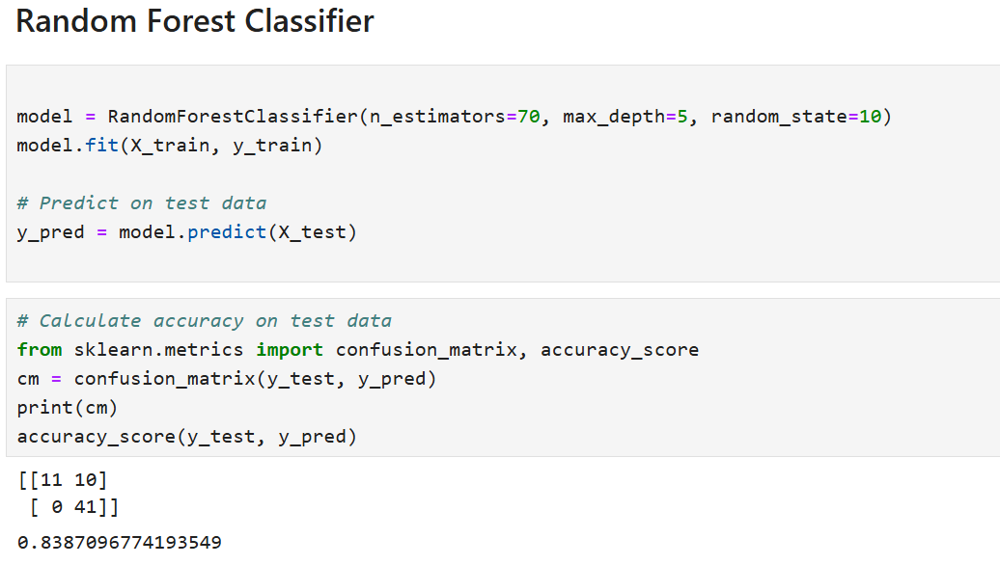 Random Forest Classifier
model = RandomForestClassifier(n_estimators=70, max_depth=5, random_state=10)
model.fit(X_train, y_train)
# Predict on test data
y_pred = model.predict(X_test)
# Calculate accuracy on test data
from sklearn.metrics import confusion_matrix, accuracy_score
cm = confusion_matrix(y_test, y_pred)
print(cm)
accuracy_score(y_test, y_pred)
[[11 10]
 [ 0 41]]
0.8387096774193549